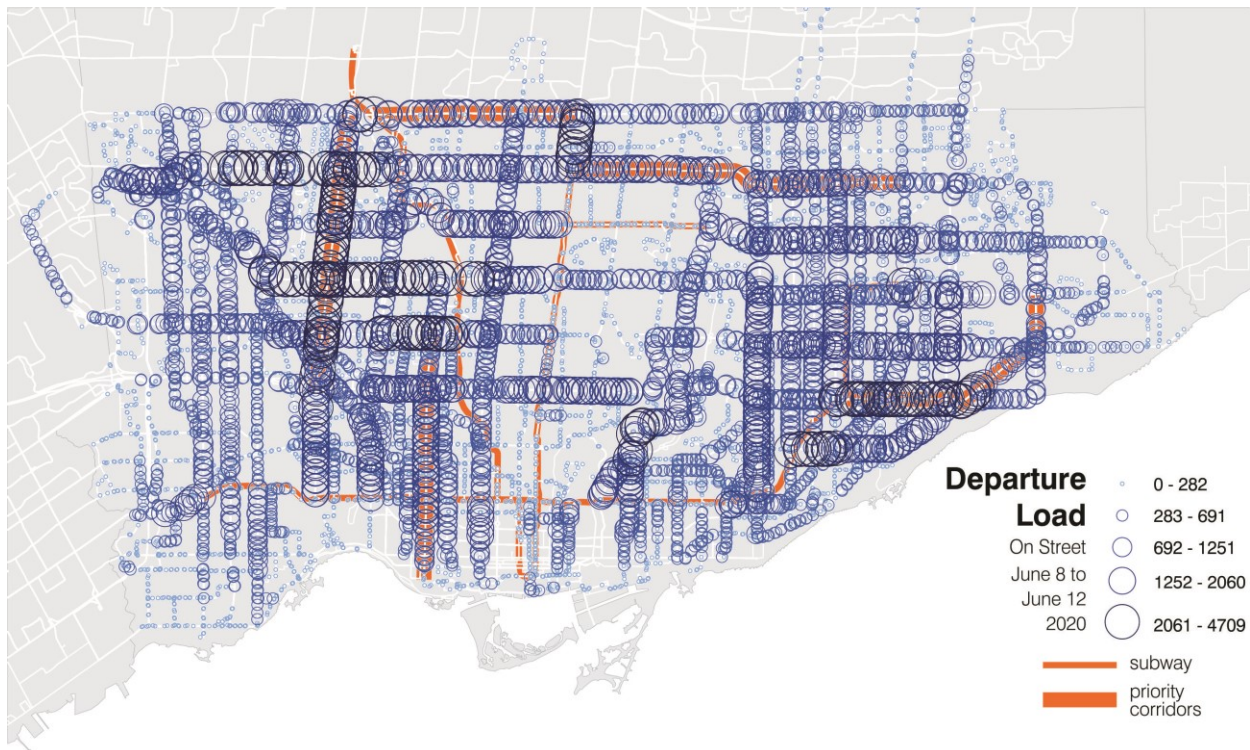 Departure
Load
On Street
June 8 to
June 12
2020
0 - 282
283 - 691
692 - 1251
1252 - 2060
2061 - 4709
subway
priority
corridors